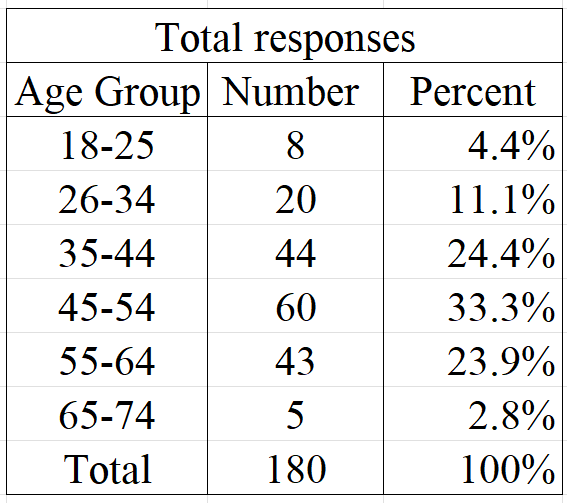 Total responses
Age Group Number Percent
18-25 8 4.4%
26-34 20 11.1%
35-44 44 24.4%
45-54 60 33.3%
55-64 43 23.9%
65-74 5 2.8%
Total 180 100%